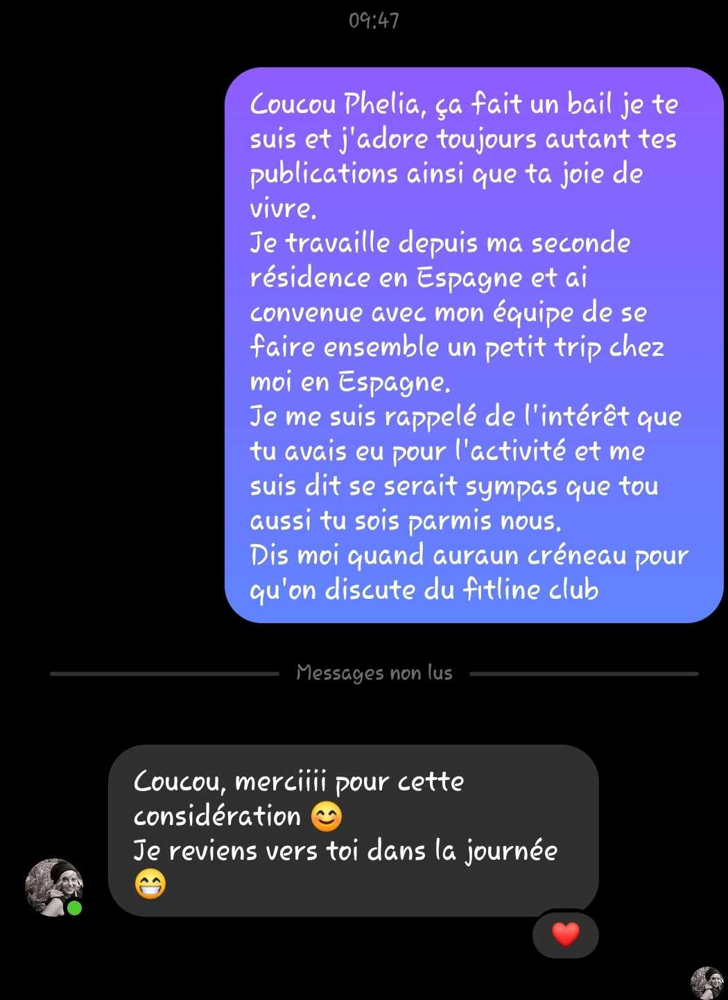 09:47
Coucou Phelia, ça fait un bail je te
suis et j'adore toujours autant tes
publications ainsi que ta joie de
vivre.
Je travaille depuis ma seconde
résidence en Espagne et ai
convenue avec mon équipe de se
faire ensemble un petit trip chez
moi en Espagne.
Je me suis rappelé de l'intérêt que
tu avais eu pour l'activité et me
suis dit se serait sympas que tou
aussi tu sois parmis nous.
Dis moi quand auraun créneau pour
qu'on discute du fitline club
Messages non lus
Coucou, merciiii pour cette
considération 😊
Je reviens vers toi dans la journée
😁
❤️